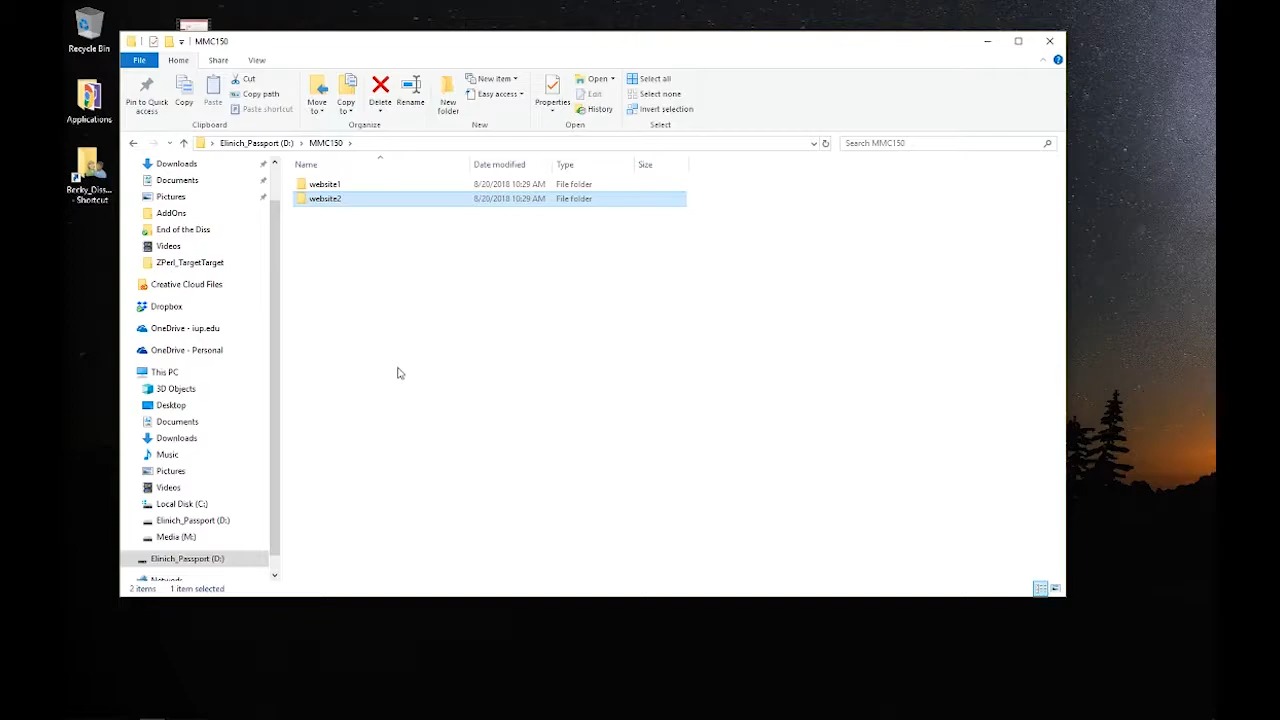 Recycle Bin
Applications
Becky_Diss...
- Shortcut
MMC150
File Home Share View
Pin to Quick access
Copy
Paste
Cut
Copy path
Paste shortcut
Clipboard
Move to
Copy to
Delete
Rename
Organize
New folder
New item
Easy access
New
Properties
Open
Edit
History
Open
Select all
Select none
Invert selection
Select
Elinich_Passport (D:) MMC150
Search MMC150
Downloads
Documents
Pictures
AddOns
End of the Diss
Videos
ZPerl_TargetTarget
Creative Cloud Files
Dropbox
OneDrive - iup.edu
OneDrive - Personal
This PC
3D Objects
Desktop
Documents
Downloads
Music
Pictures
Videos
Local Disk (C:)
Elinich_Passport (D:)
Media (M:)
Elinich_Passport (D:)
Network
Name Date modified Type Size
website1 8/20/2018 10:29 AM File folder
website2 8/20/2018 10:29 AM File folder
2 items 1 item selected